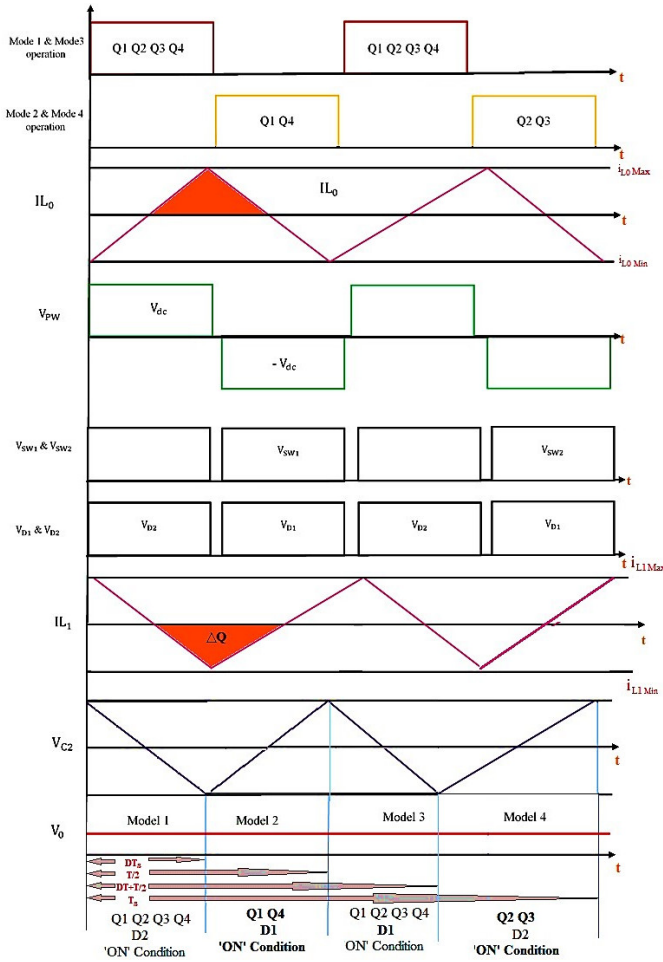 Mode 1 & Mode3
operation
Q1 Q2 Q3 Q4
Q1 Q2 Q3 Q4
t
Mode 2 & Mode 4
operation
Q1 Q4
Q2 Q3
t
iL0 Max
IL0
IL0
t
iL0 Min
VPW
Vdc
- Vdc
t
VSW1 & VSW2
VSW1
VSW2
t
VD1 & VD2
VD2
VD1
VD2
VD1
t
iL1Max
IL1
△Q
t
iL1Min
VC2
t
V0
Model 1
Model 2
Model 3
Model 4
t
DTs
T/2
DT+T/2
Ts
Q1 Q2 Q3 Q4
D2
'ON' Condition
Q1 Q4
D1
'ON' Condition
Q1 Q2 Q3 Q4
D1
'ON' Condition
Q2 Q3
D2
'ON' Condition